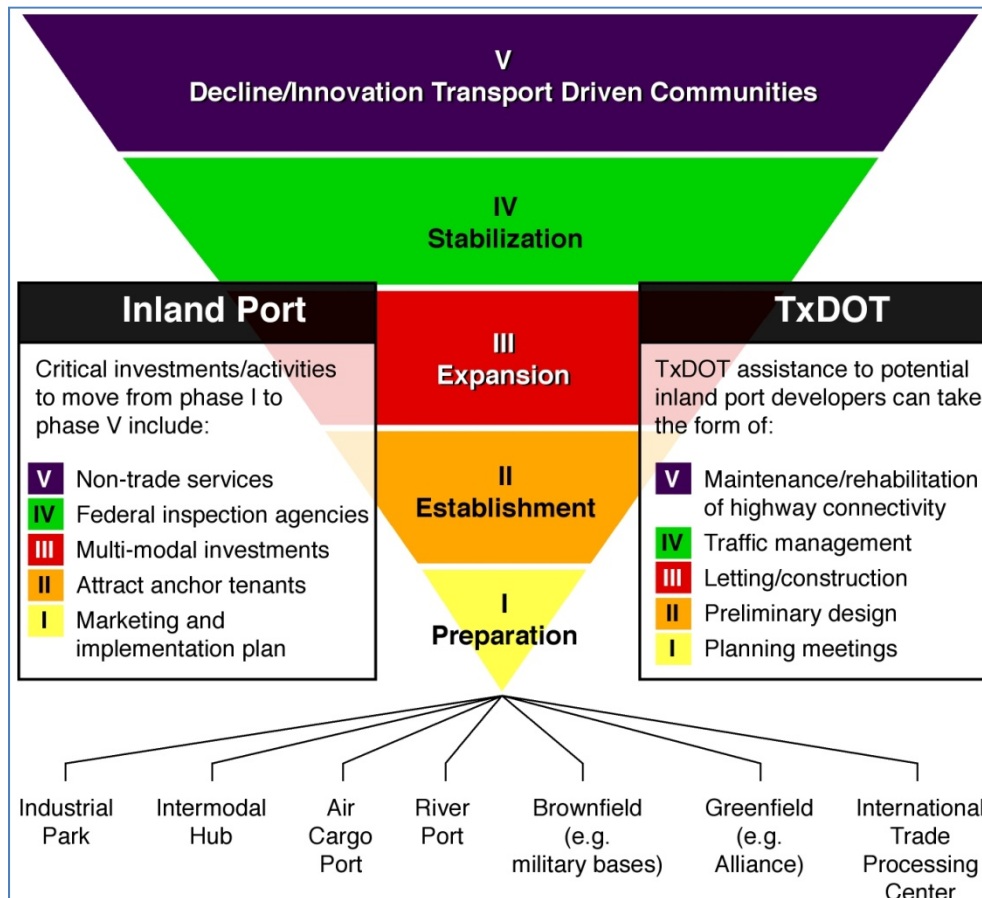 V
Decline/Innovation Transport Driven Communities
IV
Stabilization
III
Expansion
II
Establishment
I
Preparation
Inland Port
Critical investments/activities
to move from phase I to
phase V include:
V Non-trade services
IV Federal inspection agencies
III Multi-modal investments
II Attract anchor tenants
I Marketing and
implementation plan
TxDOT
TxDOT assistance to potential
inland port developers can take
the form of:
V Maintenance/rehabilitation
of highway connectivity
IV Traffic management
III Letting/construction
II Preliminary design
I Planning meetings
Industrial
Park
Intermodal
Hub
Air
Cargo
Port
River
Port
Brownfield
(e.g.
military bases)
Greenfield
(e.g.
Alliance)
International
Trade
Processing
Center